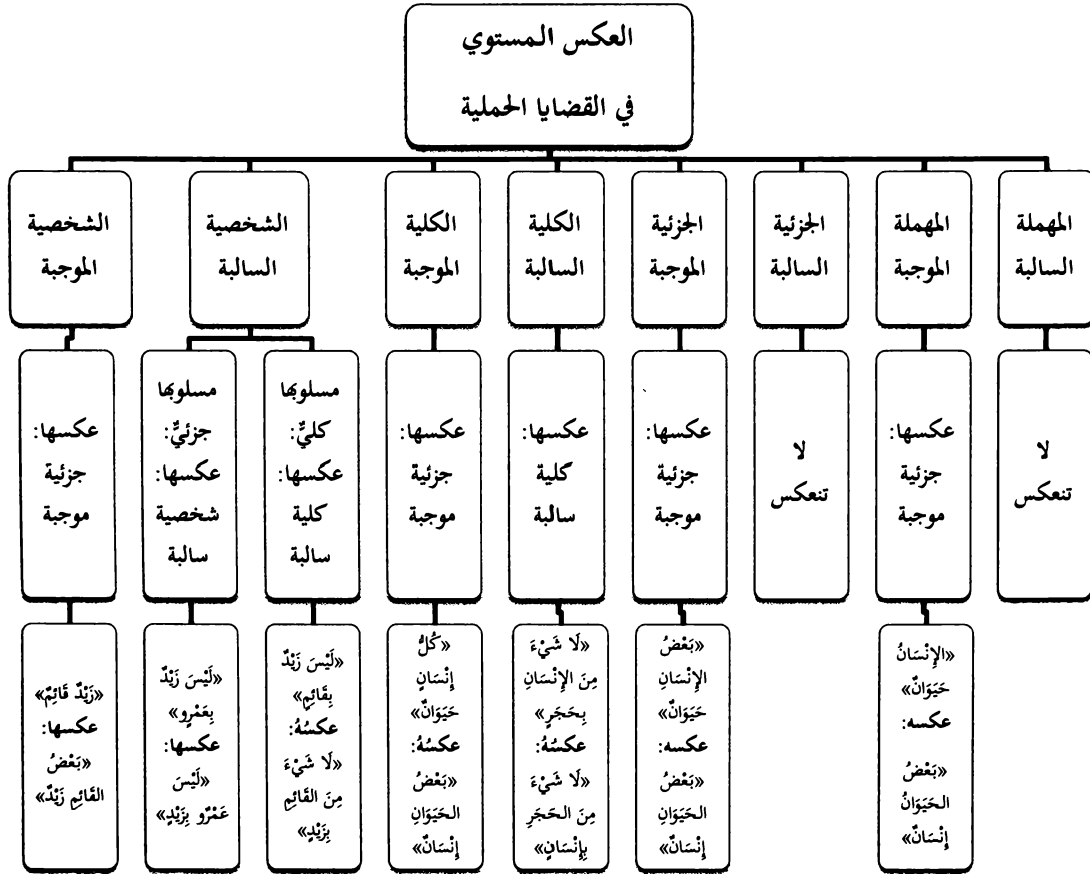 العكس المستوي
في القضايا الحملية
المهملة
السالبة
المهملة
الموجبة
الجزئية
السالبة
الجزئية
الموجبة
الكلية
السالبة
الكلية
الموجبة
الشخصية
السالبة
الشخصية
الموجبة
لا
تنعكس
عكسها:
جزئية
موجبة
لا
تنعكس
عكسها:
جزئية
موجبة
عكسها:
كلية
سالبة
عكسها:
جزئية
موجبة
مسلوبها
كليٌّ:
عكسها:
كلية
سالبة
مسلوبها
جزئيٌّ:
عكسها:
شخصية
سالبة
عكسها:
جزئية
موجبة
«الإِنْسَانُ
حَيَوَانٌ»
عكسه:
«بَعْضُ
الحَيَوَانُ
إِنْسَانٌ»
«بَعْضُ
الإِنْسَانِ
حَيَوَانٌ»
عكسه:
«بَعْضُ
الحَيَوَانِ
إِنْسَانٌ»
«لَا شَيْءَ
مِنَ الإِنْسَانِ
بِحَجَرٍ»
عكسُهُ:
«لَا شَيْءَ
مِنَ الحَجَرِ
بِإِنْسَانٍ»
«كُلُّ
إِنْسَانٍ
حَيَوَانٌ»
عكسُهُ:
«بَعْضُ
الحَيَوَانِ
إِنْسَانٌ»
«لَيْسَ زَيْدٌ
بِقَائِمٍ»
عكسُهُ:
«لَا شَيْءَ
مِنَ القَائِمِ
بِزَيْدٍ»
«لَيْسَ زَيْدٌ
بِعَمْرٍو»
عكسها:
«لَيْسَ
عَمْرٌو بِزَيْدٍ»
«زَيْدٌ قَائِمٌ»
عكسها:
«بَعْضُ
القَائِمِ زَيْدٌ»